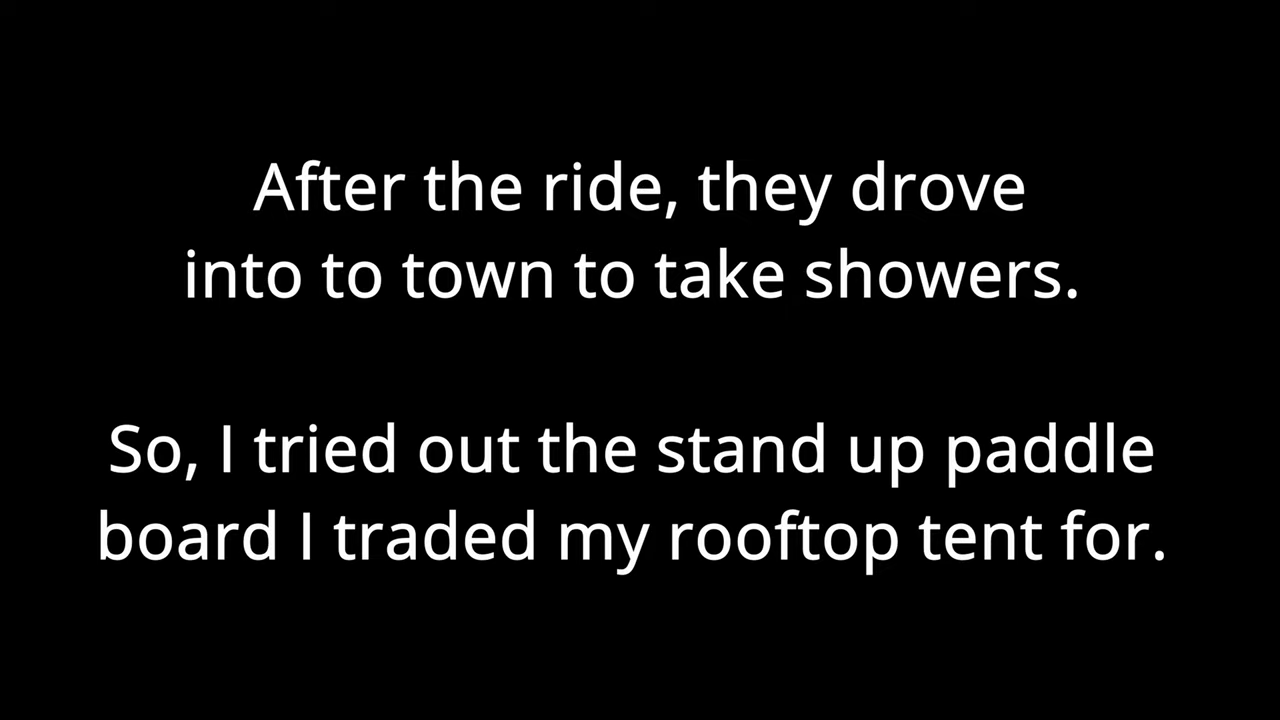 After the ride, they drove
into to town to take showers.
So, I tried out the stand up paddle
board I traded my rooftop tent for.